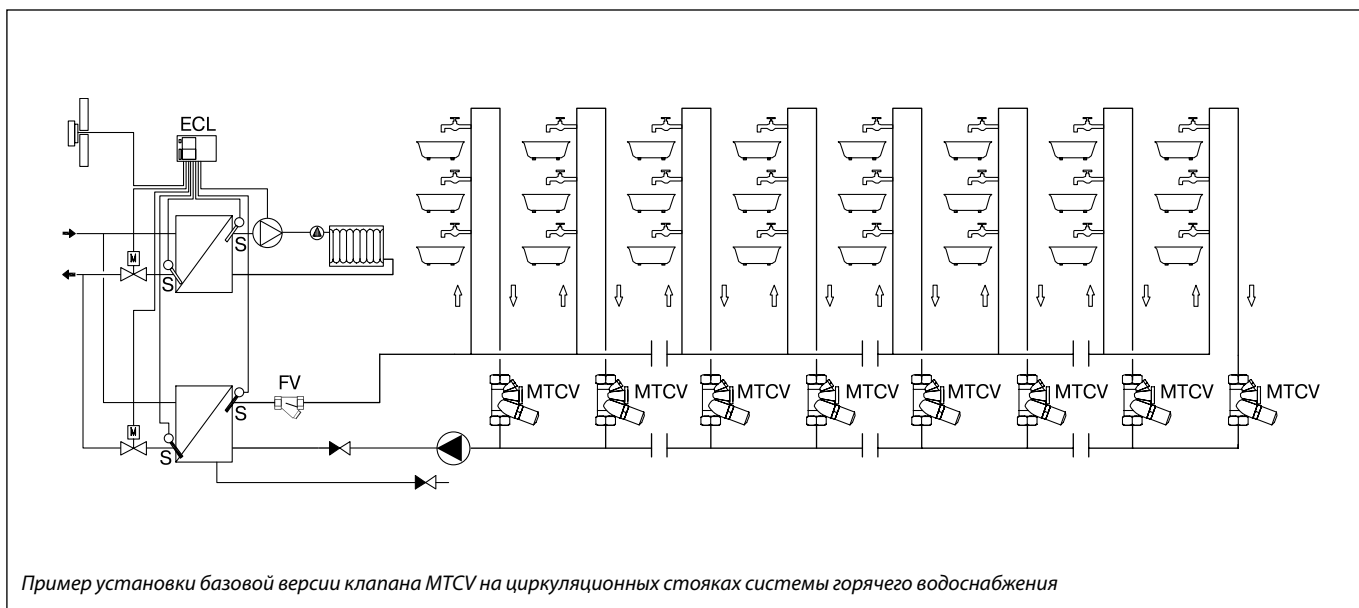 ECL
M
S
S
M
S
S
FV
MTCV MTCV MTCV MTCV MTCV MTCV MTCV MTCV
Пример установки базовой версии клапана MTCV на циркуляционных стояках системы горячего водоснабжения